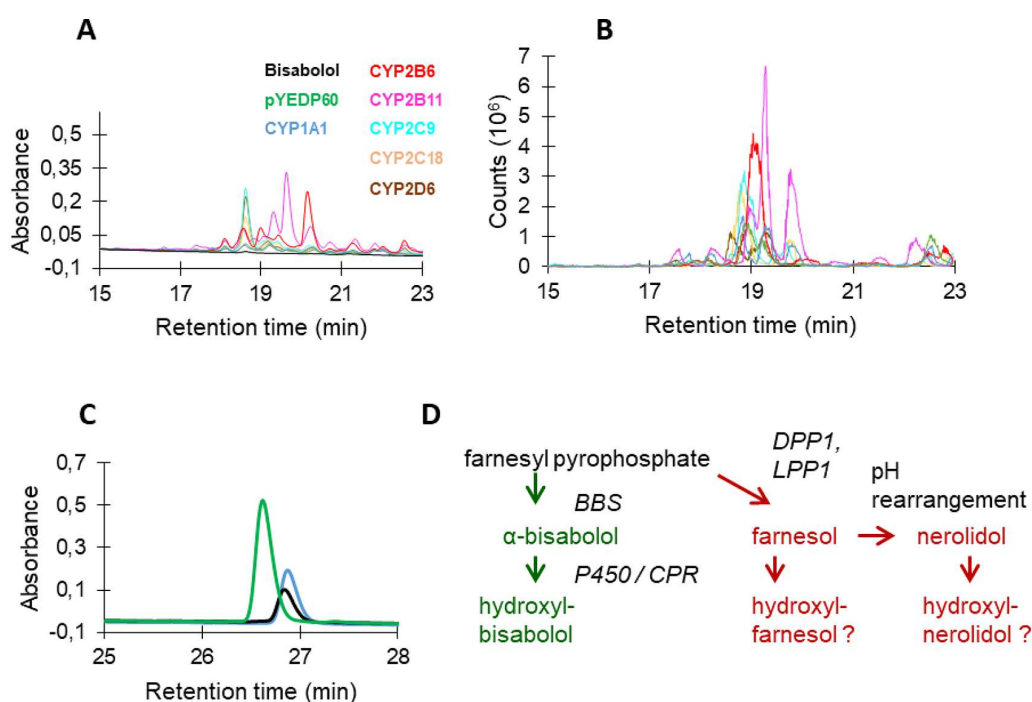 A
Bisabolol
pYEDP60
CYP1A1
CYP2B6
CYP2B11
CYP2C9
CYP2C18
CYP2D6
0,5
0,35
0,2
0,05
-0,1
Absorbance
15 17 19 21 23
Retention time (min)
B
7
6
5
4
3
2
1
0
Counts (10⁶)
15 17 19 21 23
Retention time (min)
C
0,7
0,5
0,3
0,1
-0,1
Absorbance
25 26 27 28
Retention time (min)
D
farnesyl pyrophosphate
DPP1,
LPP1
pH
rearrangement
BBS
α-bisabolol
farnesol
nerolidol
P450 / CPR
hydroxyl-
bisabolol
hydroxyl-
farnesol ?
hydroxyl-
nerolidol ?